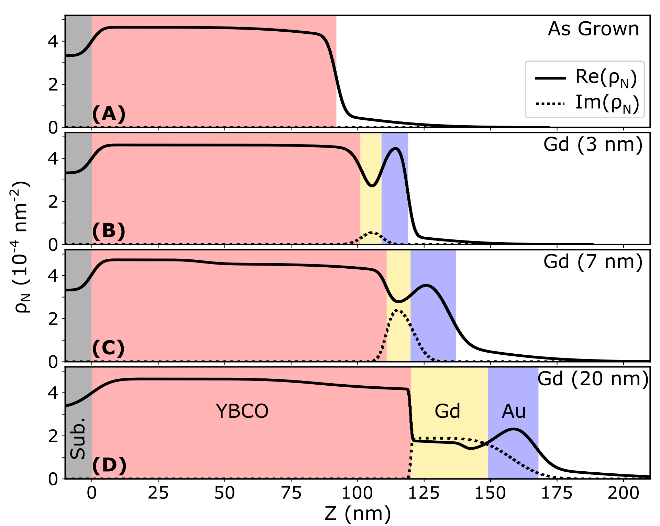 As Grown
4
2
0
Re(ρN)
Im(ρN)
(A)
Gd (3 nm)
4
2
0
(B)
Gd (7 nm)
4
2
0
(C)
Gd (20 nm)
4
2
0
Sub.
YBCO
Gd
Au
(D)
ρN (10⁻⁴ nm⁻²)
0 25 50 75 100 125 150 175 200
Z (nm)